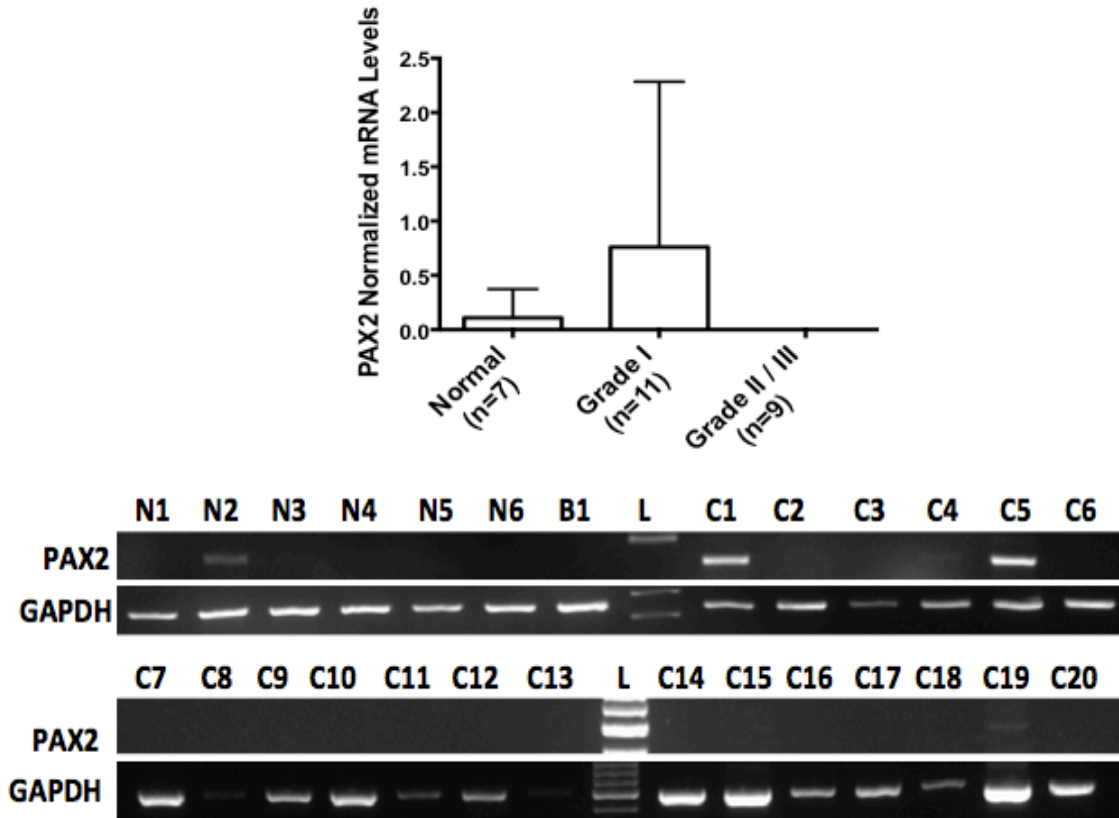 PAX2 Normalized mRNA Levels
2.5
2.0
1.5
1.0
0.5
0.0
Normal
(n=7)
Grade I
(n=11)
Grade II / III
(n=9)
N1 N2 N3 N4 N5 N6 B1 L C1 C2 C3 C4 C5 C6
PAX2
GAPDH
C7 C8 C9 C10 C11 C12 C13 L C14 C15 C16 C17 C18 C19 C20
PAX2
GAPDH